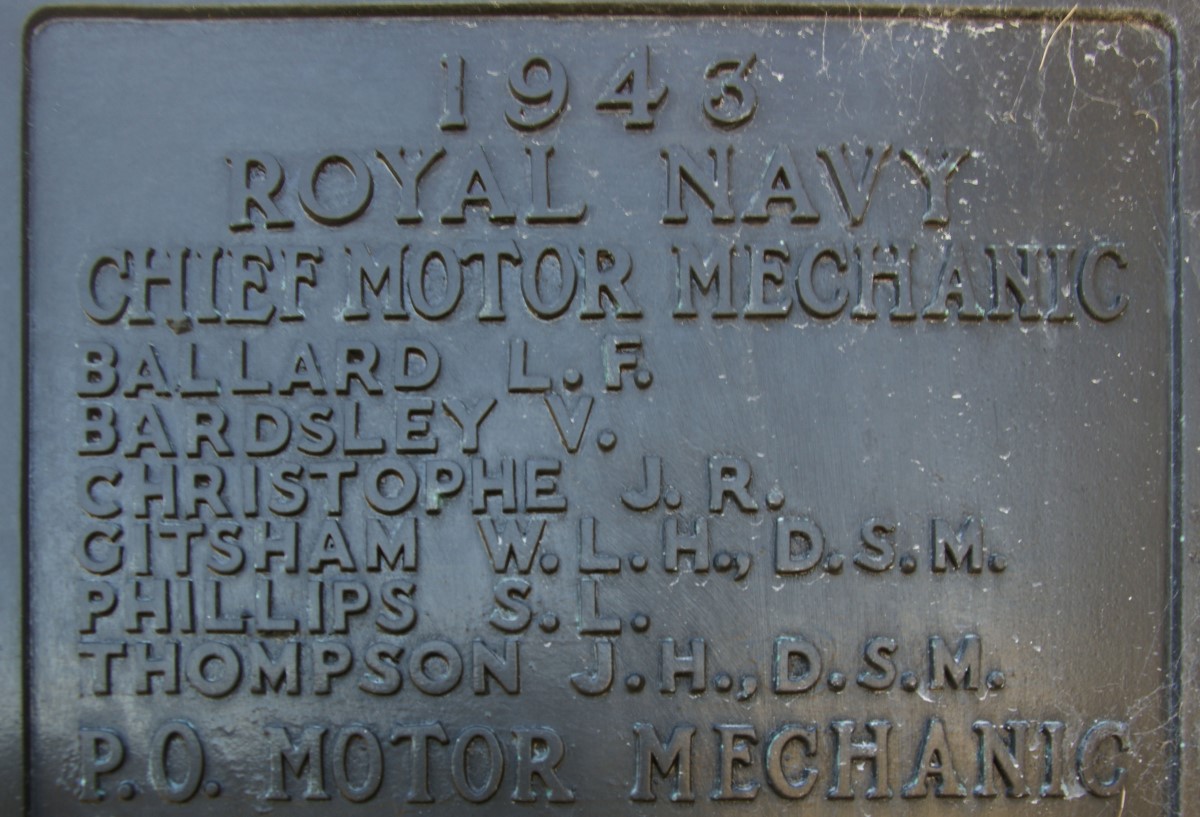 1943
ROYAL NAVY
CHIEF MOTOR MECHANIC
BALLARD L.F.
BARDSLEY V.
CHRISTOPHE J.R.
GITSHAM W.L.H., D.S.M.
PHILLIPS S.L.
THOMPSON J.H., D.S.M.
P.O. MOTOR MECHANIC